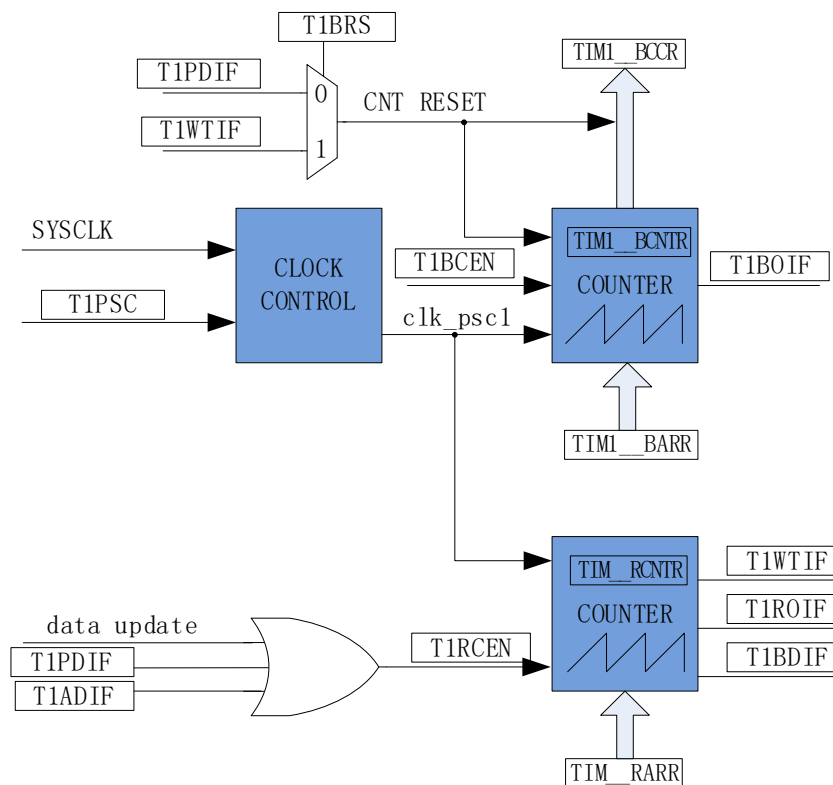 T1BRS
TIM1__BCCR
T1PDIF
0
CNT RESET
T1WTIF
1
SYSCLK
TIM1__BCNTR
T1BCEN
T1BOIF
CLOCK
CONTROL
COUNTER
T1PSC
clk_psc1
TIM1__BARR
TIM__RCNTR
T1WTIF
COUNTER
T1ROIF
data update
T1RCEN
T1BDIF
T1PDIF
T1ADIF
TIM__RARR